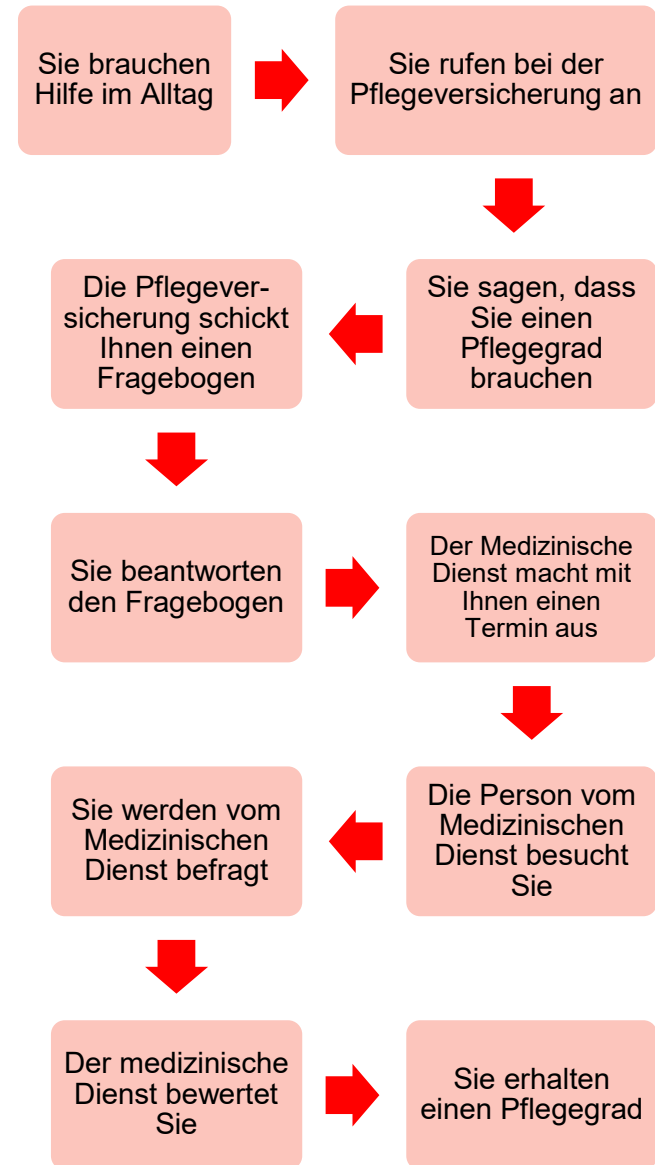 Sie brauchen
Hilfe im Alltag
Sie rufen bei der
Pflegeversicherung an
Sie sagen, dass
Sie einen
Pflegegrad
brauchen
Die Pflegever-
sicherung schickt
Ihnen einen
Fragebogen
Sie beantworten
den Fragebogen
Der Medizinische
Dienst macht mit
Ihnen einen
Termin aus
Die Person vom
Medizinischen
Dienst besucht
Sie
Sie werden vom
Medizinischen
Dienst befragt
Der medizinische
Dienst bewertet
Sie
Sie erhalten
einen Pflegegrad